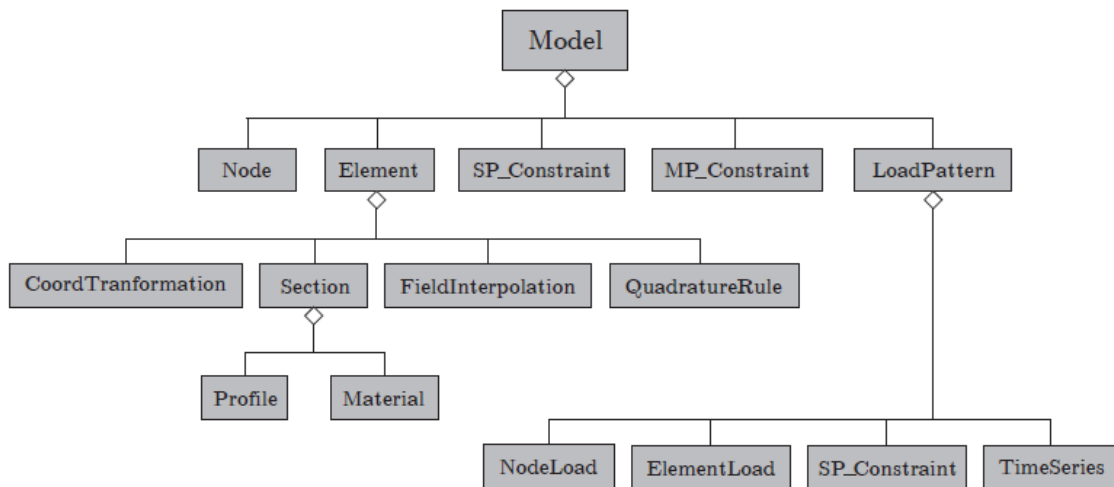 Model
Node
Element
SP_Constraint
MP_Constraint
LoadPattern
CoordTranformation
Section
FieldInterpolation
QuadratureRule
Profile
Material
NodeLoad
ElementLoad
SP_Constraint
TimeSeries